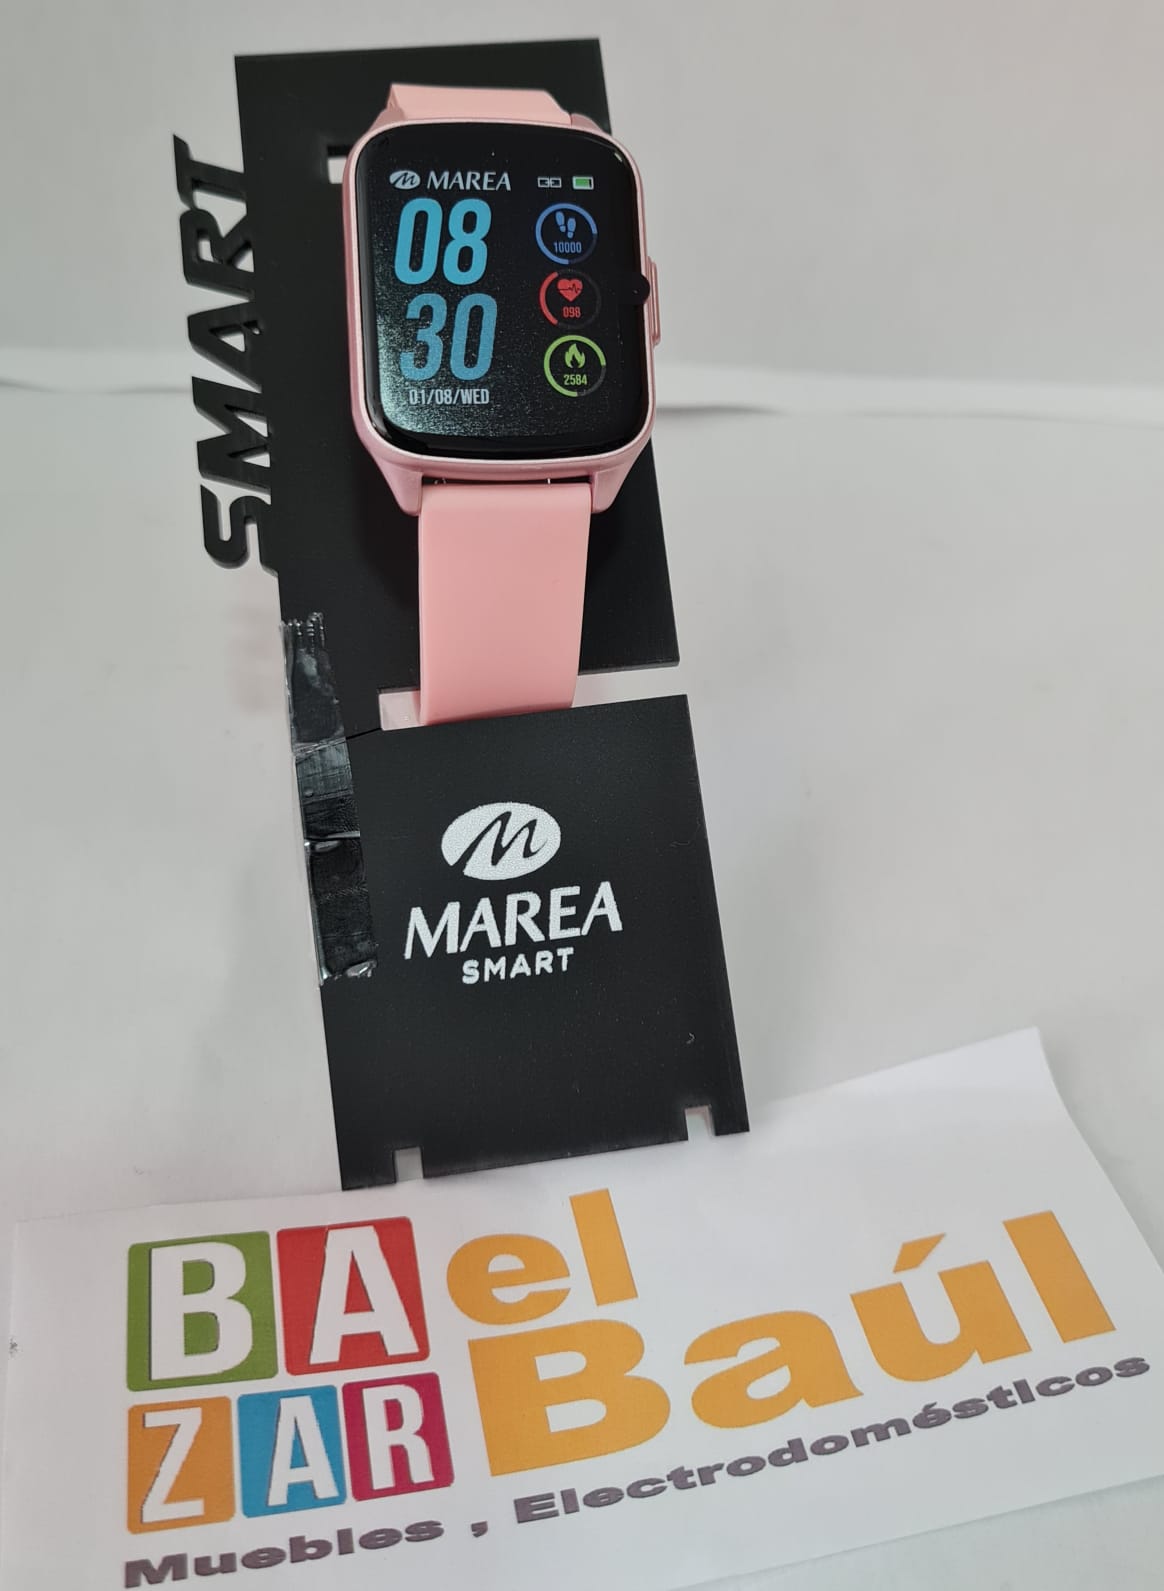 SMART
MAREA
08
10000
30
098
2584
01/08/WED
MAREA
SMART
BA el
ZAR Baúl
Muebles , Electrodomésticos